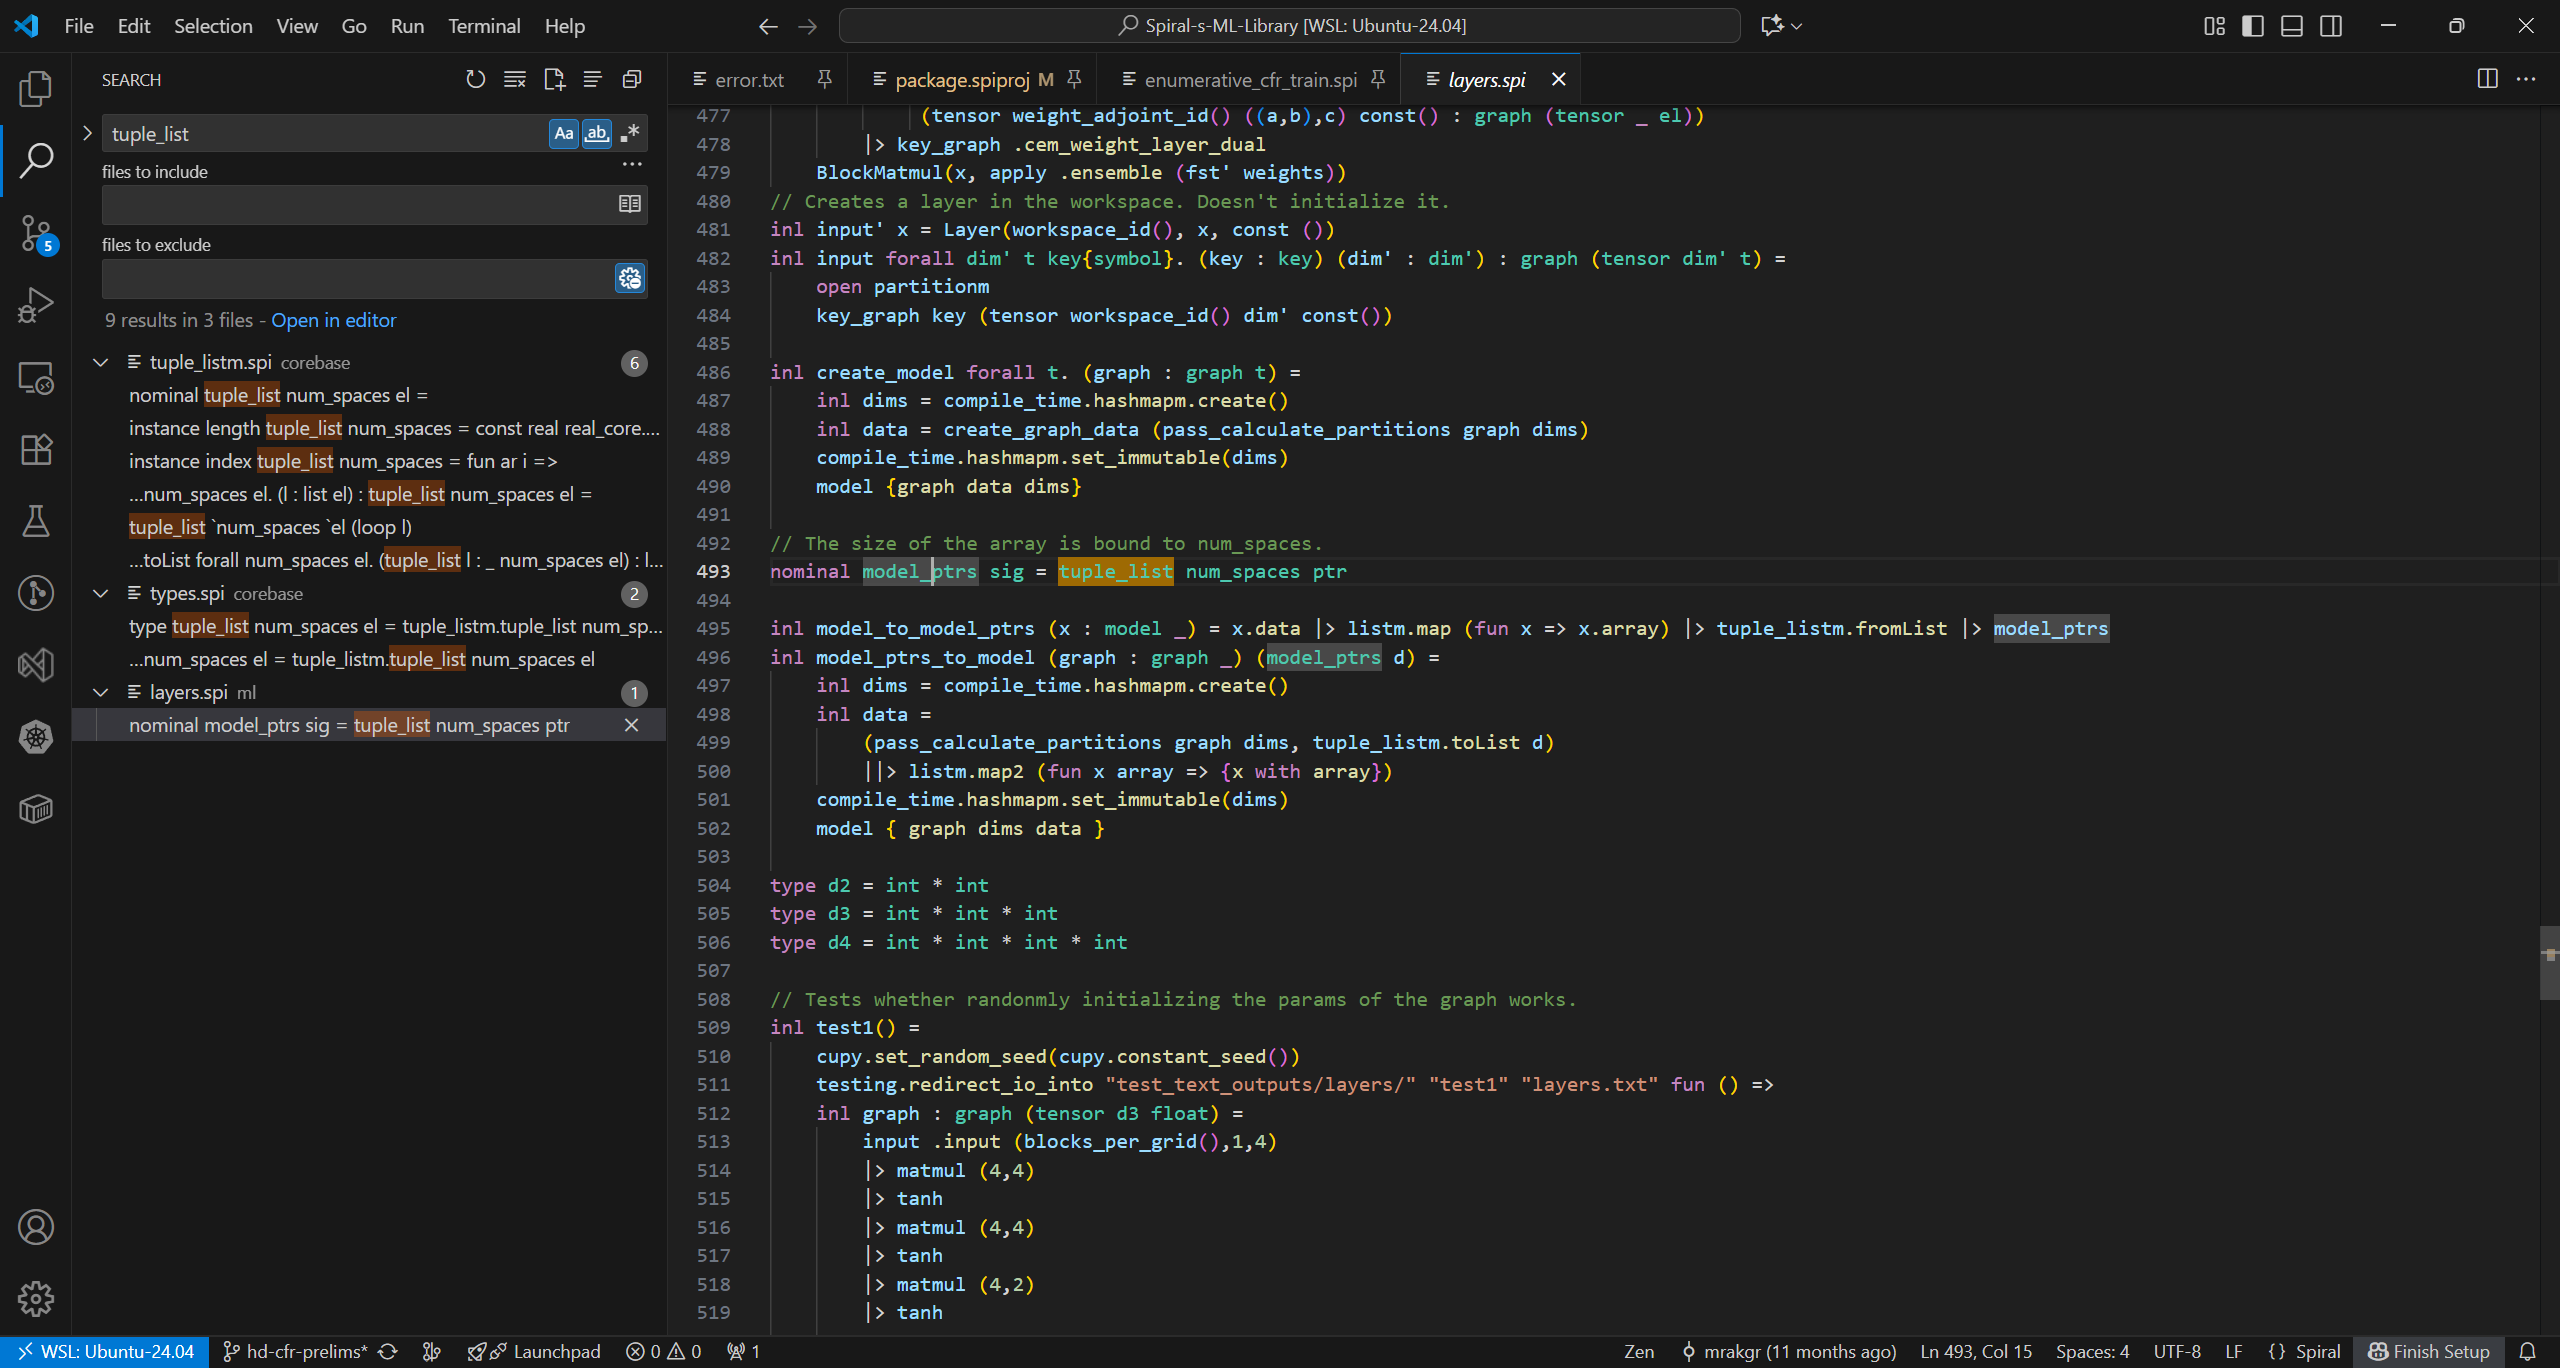 File Edit Selection View Go Run Terminal Help
Spiral-s-ML-Library [WSL: Ubuntu-24.04]
SEARCH
tuple_list
Aa ab .*
files to include
files to exclude
9 results in 3 files - Open in editor
tuple_listm.spi corebase 6
nominal tuple_list num_spaces el =
instance length tuple_list num_spaces = const real real_core....
instance index tuple_list num_spaces = fun ar i =>
...num_spaces el. (l : list el) : tuple_list num_spaces el =
tuple_list `num_spaces `el (loop l)
...toList forall num_spaces el. (tuple_list l : _ num_spaces el) : l...
types.spi corebase 2
type tuple_list num_spaces el = tuple_listm.tuple_list num_sp...
...num_spaces el = tuple_listm.tuple_list num_spaces el
layers.spi ml 1
nominal model_ptrs sig = tuple_list num_spaces ptr
5
error.txt package.spiproj M enumerative_cfr_train.spi layers.spi
477 (tensor weight_adjoint_id() ((a,b),c) const() : graph (tensor _ el))
478 |> key_graph .cem_weight_layer_dual
479 BlockMatmul(x, apply .ensemble (fst' weights))
480 // Creates a layer in the workspace. Doesn't initialize it.
481 inl input' x = Layer(workspace_id(), x, const ())
482 inl input forall dim' t key{symbol}. (key : key) (dim' : dim') : graph (tensor dim' t) =
483 open partitionm
484 key_graph key (tensor workspace_id() dim' const())
485
486 inl create_model forall t. (graph : graph t) =
487 inl dims = compile_time.hashmapm.create()
488 inl data = create_graph_data (pass_calculate_partitions graph dims)
489 compile_time.hashmapm.set_immutable(dims)
490 model {graph data dims}
491
492 // The size of the array is bound to num_spaces.
493 nominal model_ptrs sig = tuple_list num_spaces ptr
494
495 inl model_to_model_ptrs (x : model _) = x.data |> listm.map (fun x => x.array) |> tuple_listm.fromList |> model_ptrs
496 inl model_ptrs_to_model (graph : graph _) (model_ptrs d) =
497 inl dims = compile_time.hashmapm.create()
498 inl data =
499 (pass_calculate_partitions graph dims, tuple_listm.toList d)
500 ||> listm.map2 (fun x array => {x with array})
501 compile_time.hashmapm.set_immutable(dims)
502 model { graph dims data }
503
504 type d2 = int * int
505 type d3 = int * int * int
506 type d4 = int * int * int * int
507
508 // Tests whether randonmly initializing the params of the graph works.
509 inl test1() =
510 cupy.set_random_seed(cupy.constant_seed())
511 testing.redirect_io_into "test_text_outputs/layers/" "test1" "layers.txt" fun () =>
512 inl graph : graph (tensor d3 float) =
513 input .input (blocks_per_grid(),1,4)
514 |> matmul (4,4)
515 |> tanh
516 |> matmul (4,4)
517 |> tanh
518 |> matmul (4,2)
519 |> tanh
WSL: Ubuntu-24.04 hd-cfr-prelims* Launchpad 0 0 1 Zen mrakgr (11 months ago) Ln 493, Col 15 Spaces: 4 UTF-8 LF {} Spiral Finish Setup